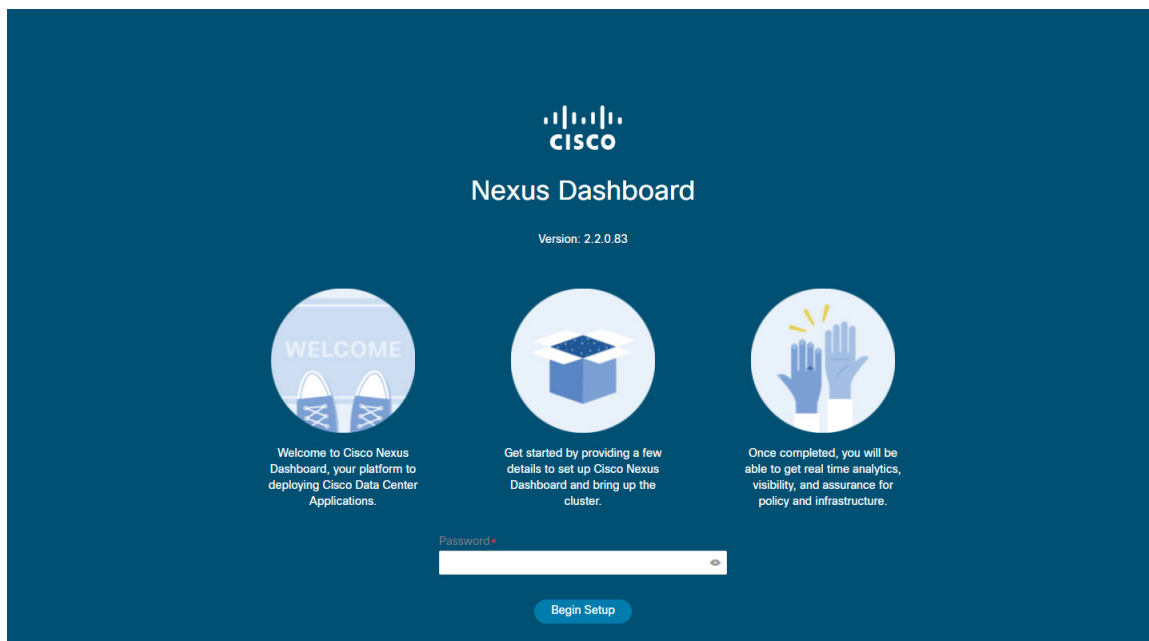 CISCO
Nexus Dashboard
Version: 2.2.0.83
WELCOME
Welcome to Cisco Nexus
Dashboard, your platform to
deploying Cisco Data Center
Applications.
Get started by providing a few
details to set up Cisco Nexus
Dashboard and bring up the
cluster.
Once completed, you will be
able to get real time analytics,
visibility, and assurance for
policy and infrastructure.
Password
Begin Setup